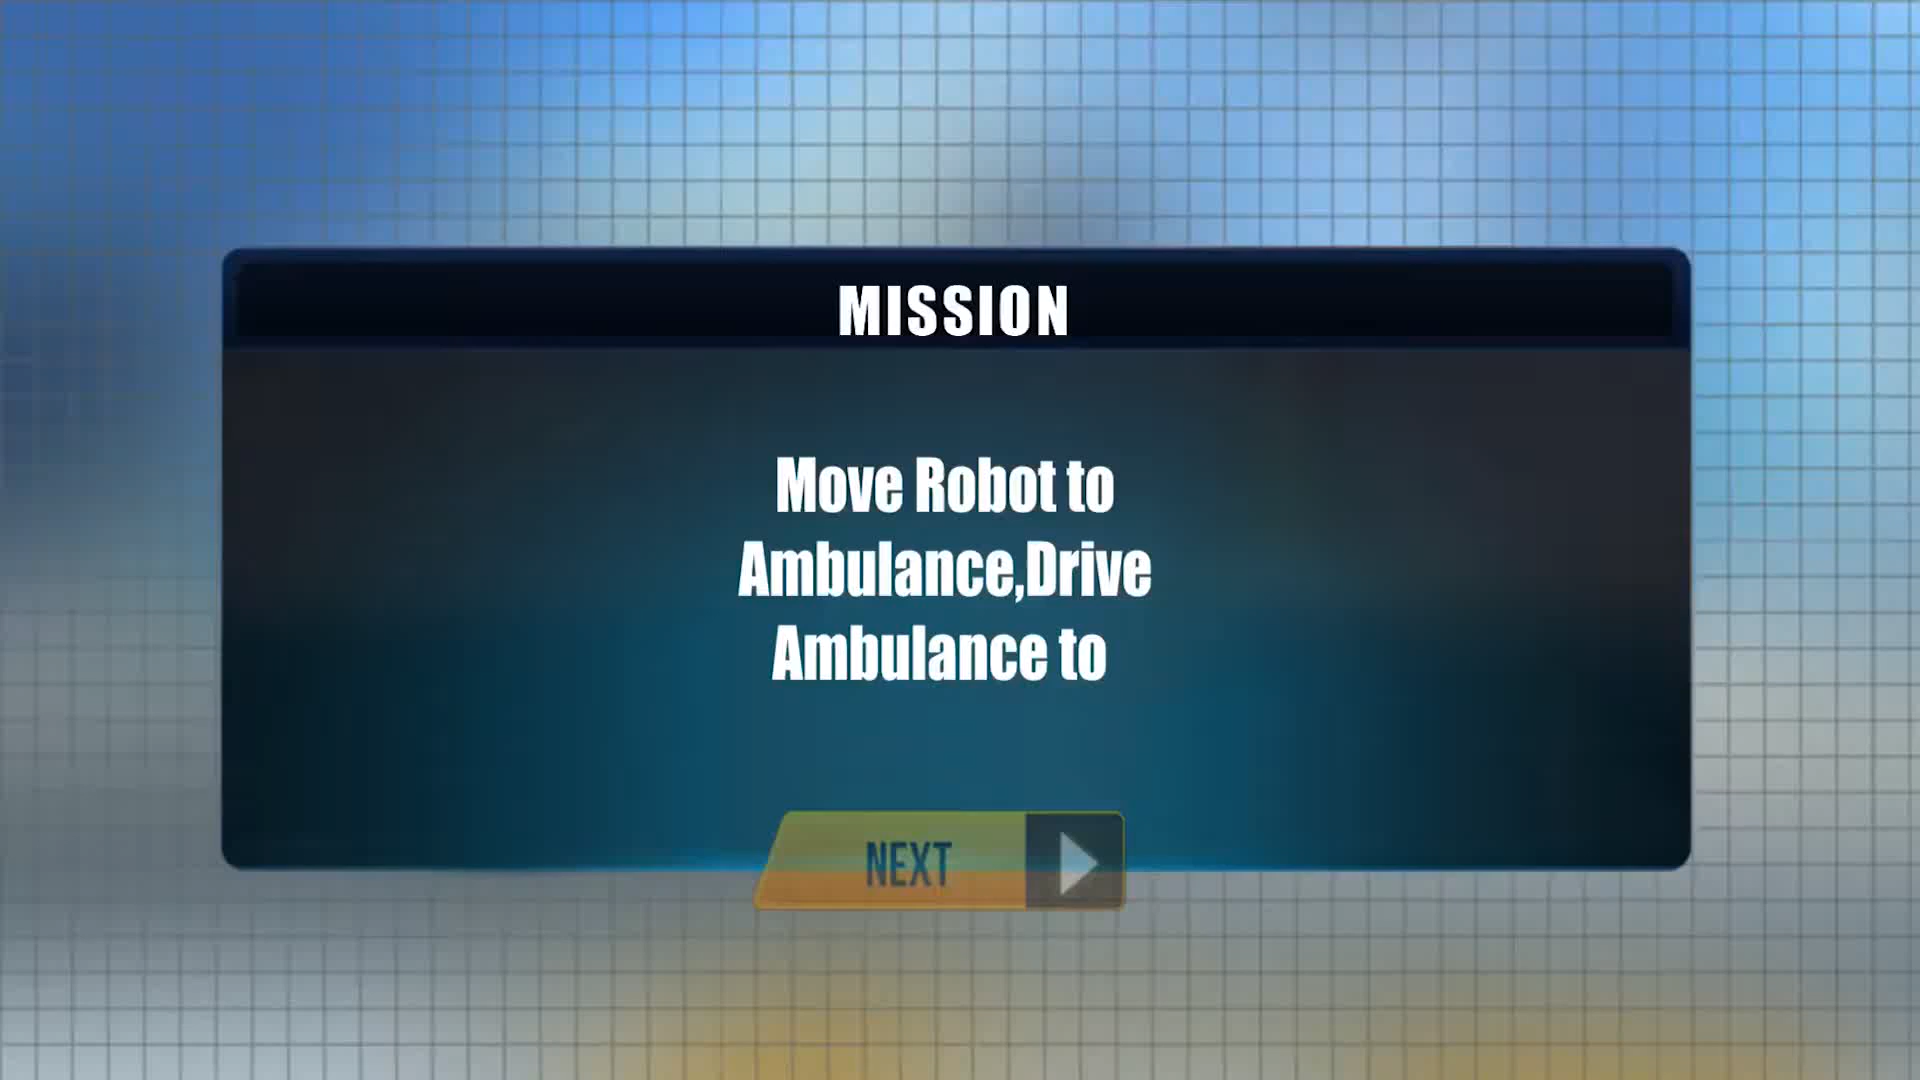 MISSION
Move Robot to
Ambulance,Drive
Ambulance to
NEXT